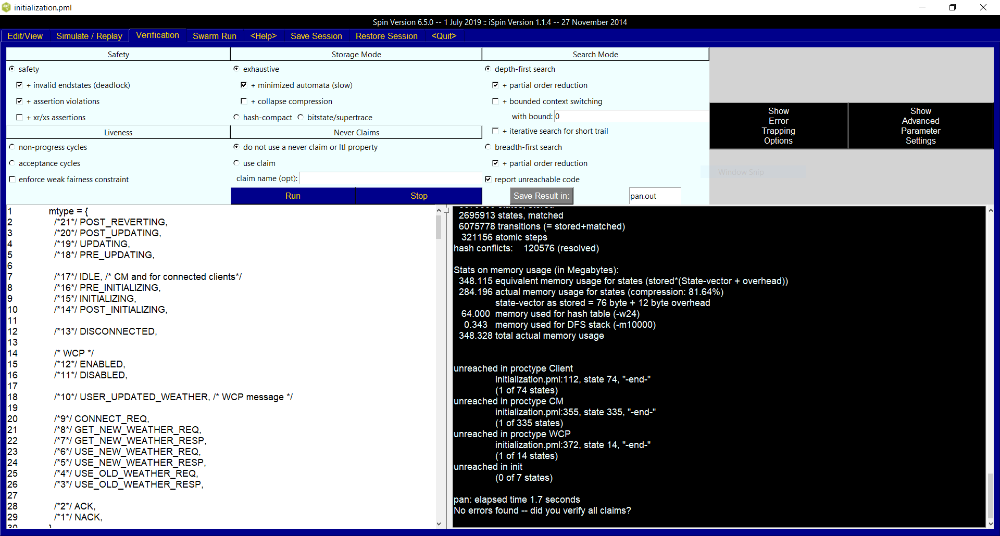 initialization.pml
Spin Version 6.5.0 -- 1 July 2019 :: iSpin Version 1.1.4 -- 27 November 2014
Edit/View Simulate / Replay Verification Swarm Run <Help> Save Session Restore Session <Quit>
Safety
safety
+ invalid endstates (deadlock)
+ assertion violations
+ xr/xs assertions
Liveness
non-progress cycles
acceptance cycles
enforce weak fairness constraint
Storage Mode
exhaustive
+ minimized automata (slow)
+ collapse compression
hash-compact bitstate/supertrace
Never Claims
do not use a never claim or ltl property
use claim
claim name (opt):
Run Stop
Search Mode
depth-first search
+ partial order reduction
+ bounded context switching
with bound: 0
+ iterative search for short trail
breadth-first search
+ partial order reduction
report unreachable code
Save Result in: pan.out
Show
Error
Trapping
Options
Show
Advanced
Parameter
Settings
Window Snip
1 mtype = {
2 /*21*/ POST_REVERTING,
3 /*20*/ POST_UPDATING,
4 /*19*/ UPDATING,
5 /*18*/ PRE_UPDATING,
6
7 /*17*/ IDLE, /* CM and for connected clients*/
8 /*16*/ PRE_INITIALIZING,
9 /*15*/ INITIALIZING,
10 /*14*/ POST_INITIALIZING,
11
12 /*13*/ DISCONNECTED,
13
14 /* WCP */
15 /*12*/ ENABLED,
16 /*11*/ DISABLED,
17
18 /*10*/ USER_UPDATED_WEATHER, /* WCP message */
19
20 /*9*/ CONNECT_REQ,
21 /*8*/ GET_NEW_WEATHER_REQ,
22 /*7*/ GET_NEW_WEATHER_RESP,
23 /*6*/ USE_NEW_WEATHER_REQ,
24 /*5*/ USE_NEW_WEATHER_RESP,
25 /*4*/ USE_OLD_WEATHER_REQ,
26 /*3*/ USE_OLD_WEATHER_RESP,
27
28 /*2*/ ACK,
29 /*1*/ NACK,
30 }
2695913 states, matched
6075778 transitions (= stored+matched)
321156 atomic steps
hash conflicts: 120576 (resolved)
Stats on memory usage (in Megabytes):
348.115 equivalent memory usage for states (stored*(State-vector + overhead))
284.196 actual memory usage for states (compression: 81.64%)
state-vector as stored = 76 byte + 12 byte overhead
64.000 memory used for hash table (-w24)
0.343 memory used for DFS stack (-m10000)
348.328 total actual memory usage
unreached in proctype Client
initialization.pml:112, state 74, "-end-"
(1 of 74 states)
unreached in proctype CM
initialization.pml:355, state 335, "-end-"
(1 of 335 states)
unreached in proctype WCP
initialization.pml:372, state 14, "-end-"
(1 of 14 states)
unreached in init
(0 of 7 states)
pan: elapsed time 1.7 seconds
No errors found -- did you verify all claims?